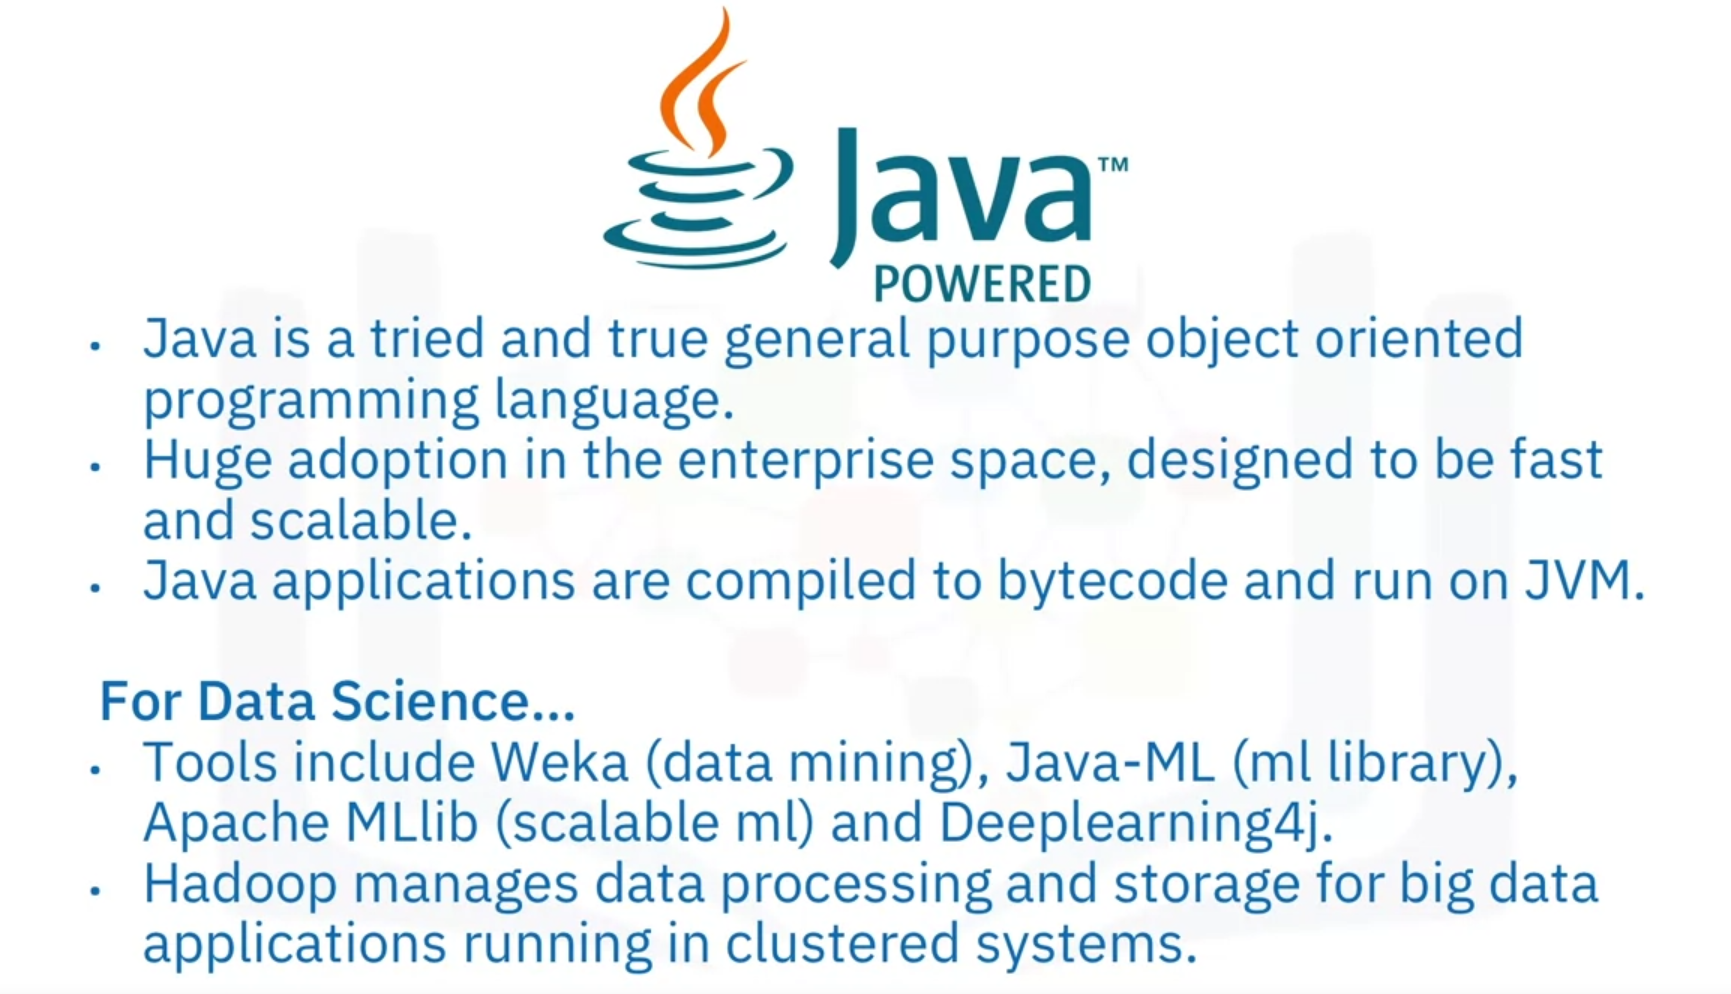 Java™
POWERED
• Java is a tried and true general purpose object oriented
programming language.
• Huge adoption in the enterprise space, designed to be fast
and scalable.
• Java applications are compiled to bytecode and run on JVM.
For Data Science...
• Tools include Weka (data mining), Java-ML (ml library),
Apache MLlib (scalable ml) and Deeplearning4j.
• Hadoop manages data processing and storage for big data
applications running in clustered systems.